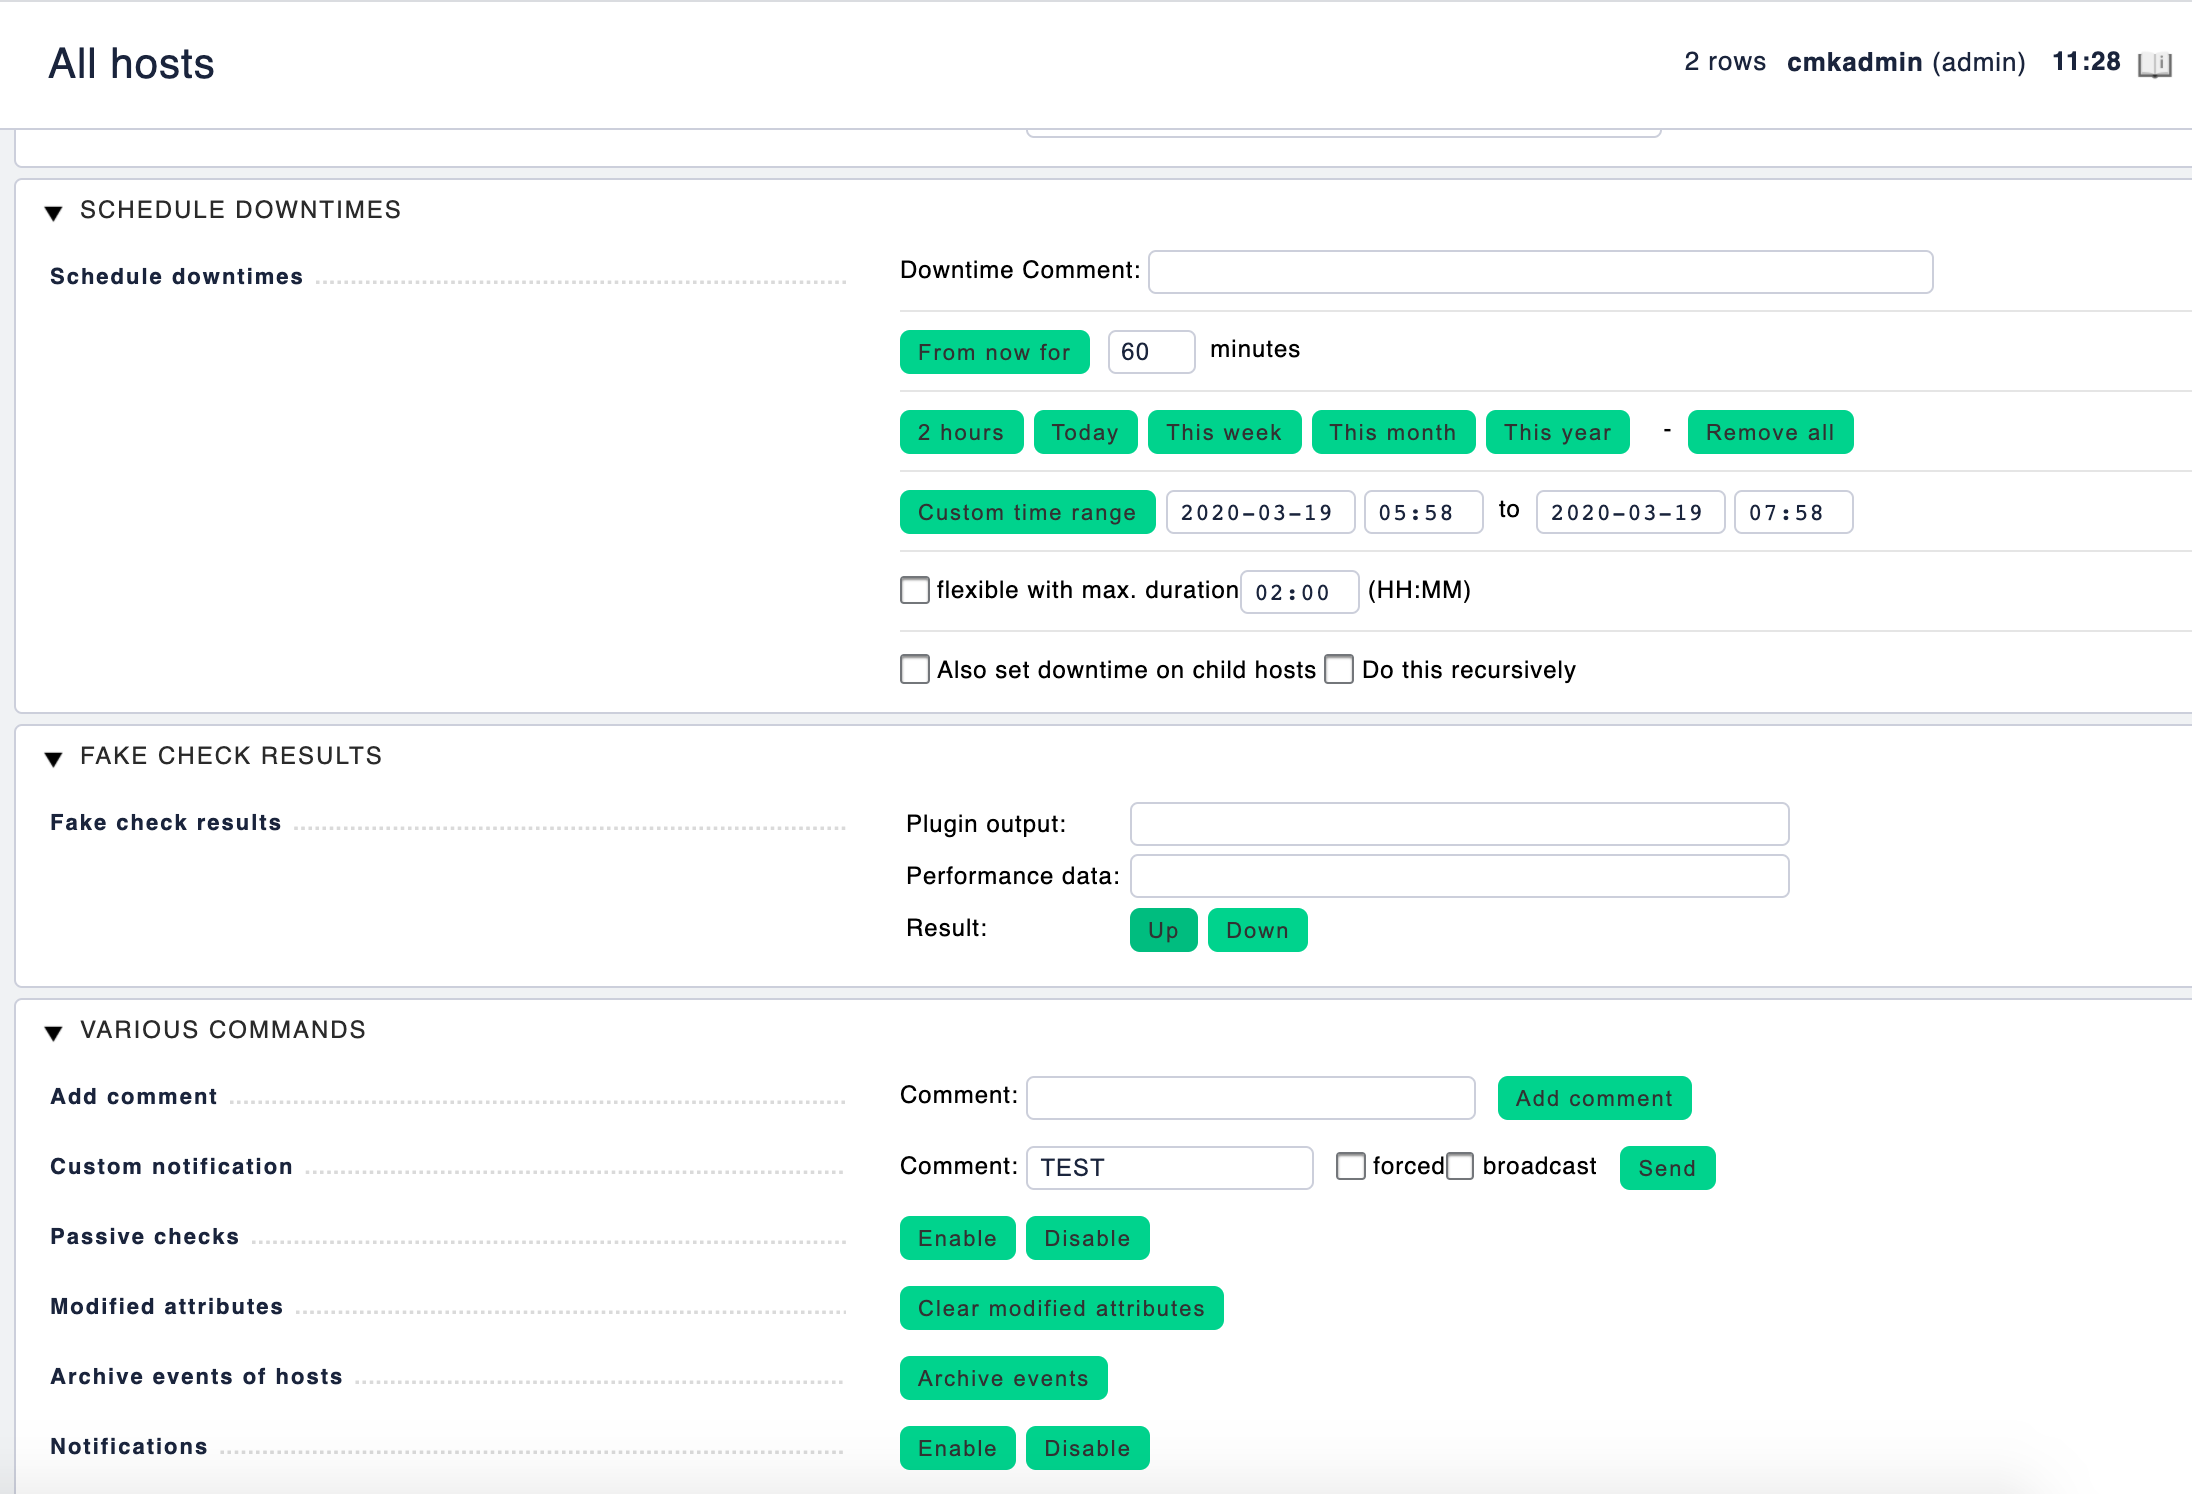 All hosts
2 rows cmkadmin (admin) 11:28
SCHEDULE DOWNTIMES
Schedule downtimes
Downtime Comment:
From now for 60 minutes
2 hours Today This week This month This year - Remove all
Custom time range 2020-03-19 05:58 to 2020-03-19 07:58
flexible with max. duration 02:00 (HH:MM)
Also set downtime on child hosts Do this recursively
FAKE CHECK RESULTS
Fake check results
Plugin output:
Performance data:
Result: Up Down
VARIOUS COMMANDS
Add comment Comment: Add comment
Custom notification Comment: TEST forced broadcast Send
Passive checks Enable Disable
Modified attributes Clear modified attributes
Archive events of hosts Archive events
Notifications Enable Disable